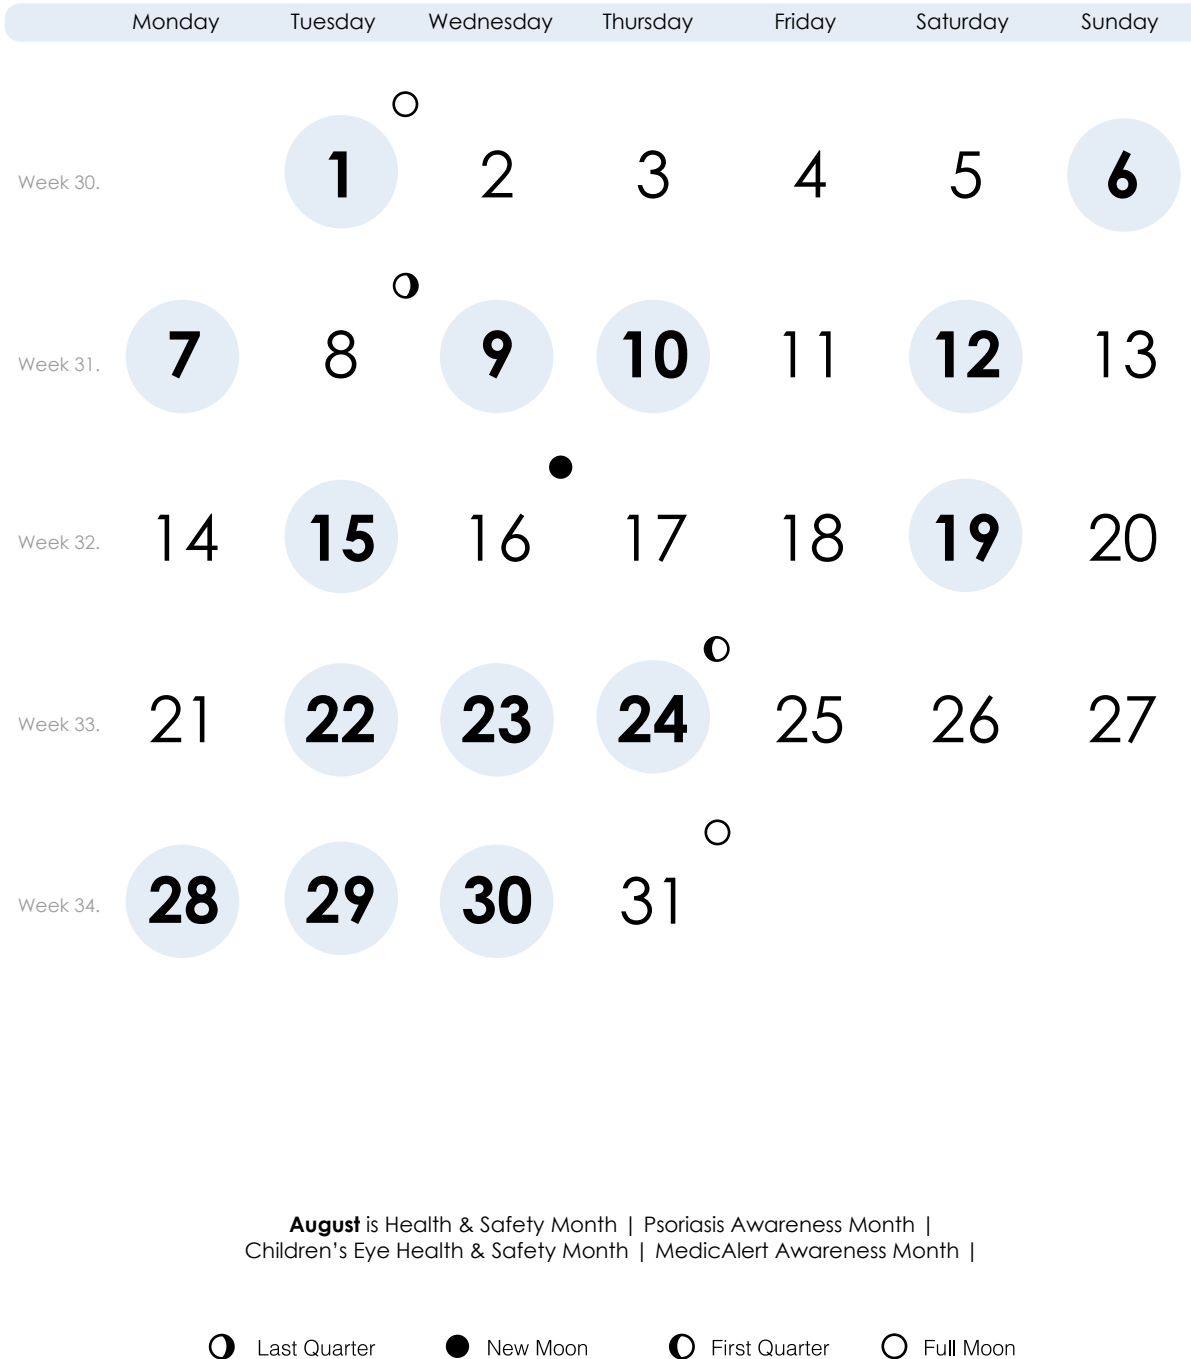 Monday Tuesday Wednesday Thursday Friday Saturday Sunday
Week 30. 1 2 3 4 5 6
Week 31. 7 8 9 10 11 12 13
Week 32. 14 15 16 17 18 19 20
Week 33. 21 22 23 24 25 26 27
Week 34. 28 29 30 31
August is Health & Safety Month | Psoriasis Awareness Month |
Children's Eye Health & Safety Month | MedicAlert Awareness Month |
Last Quarter New Moon First Quarter Full Moon